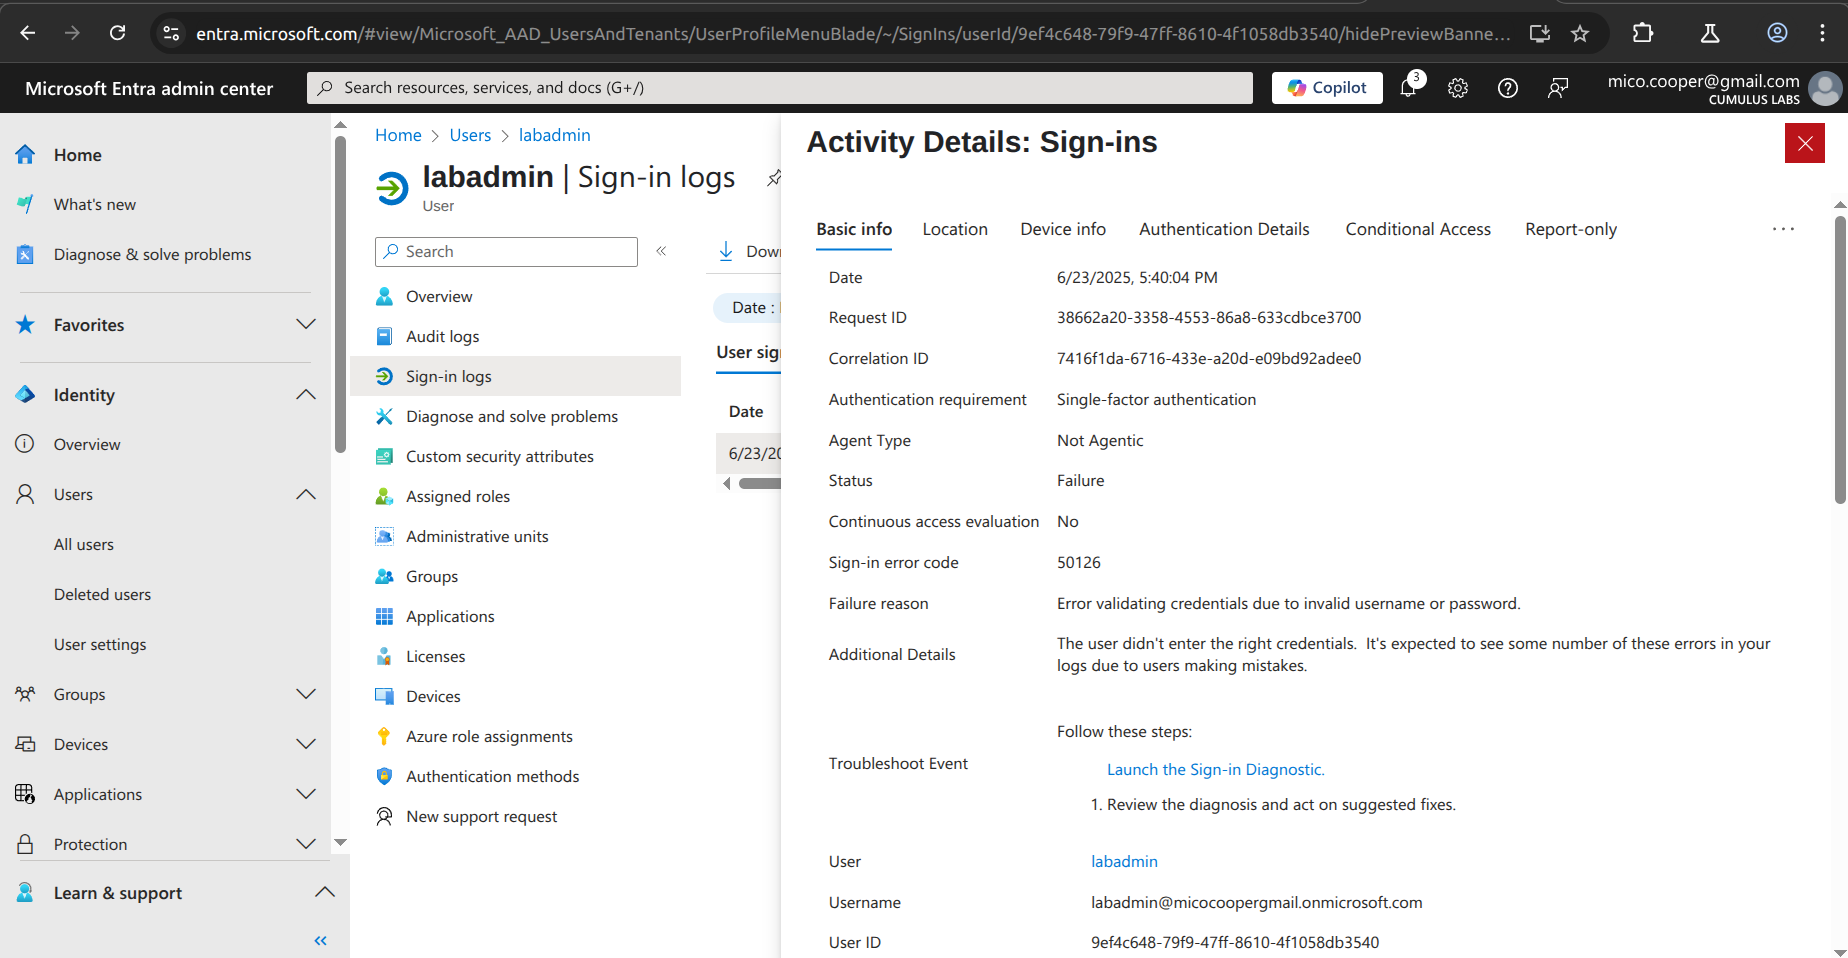 entra.microsoft.com/#view/Microsoft_AAD_UsersAndTenants/UserProfileMenuBlade/~/SignIns/userId/9ef4c648-79f9-47ff-8610-4f1058db3540/hidePreviewBanne...
Microsoft Entra admin center
Search resources, services, and docs (G+/)
Copilot
3
mico.cooper@gmail.com
CUMULUS LABS
Home
What's new
Diagnose & solve problems
Favorites
Identity
Overview
Users
All users
Deleted users
User settings
Groups
Devices
Applications
Protection
Learn & support
Home > Users > labadmin
labadmin | Sign-in logs
User
Search
Overview
Audit logs
Sign-in logs
Diagnose and solve problems
Custom security attributes
Assigned roles
Administrative units
Groups
Applications
Licenses
Devices
Azure role assignments
Authentication methods
New support request
Dow
Date :
User sig
Date
6/23/20
Activity Details: Sign-ins
Basic info Location Device info Authentication Details Conditional Access Report-only ...
Date 6/23/2025, 5:40:04 PM
Request ID 38662a20-3358-4553-86a8-633cdbce3700
Correlation ID 7416f1da-6716-433e-a20d-e09bd92adee0
Authentication requirement Single-factor authentication
Agent Type Not Agentic
Status Failure
Continuous access evaluation No
Sign-in error code 50126
Failure reason Error validating credentials due to invalid username or password.
Additional Details The user didn't enter the right credentials.  It's expected to see some number of these errors in your
logs due to users making mistakes.
Follow these steps:
Troubleshoot Event
Launch the Sign-in Diagnostic.
1. Review the diagnosis and act on suggested fixes.
User labadmin
Username labadmin@micocoopergmail.onmicrosoft.com
User ID 9ef4c648-79f9-47ff-8610-4f1058db3540